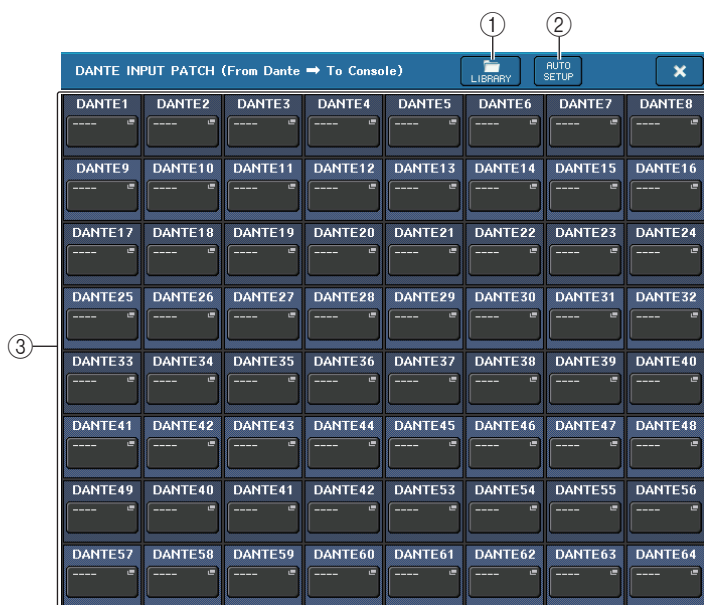 ① ②
DANTE INPUT PATCH (From Dante ➡ To Console) LIBRARY AUTO SETUP ×
DANTE1 DANTE2 DANTE3 DANTE4 DANTE5 DANTE6 DANTE7 DANTE8
---- ---- ---- ---- ---- ---- ---- ----
DANTE9 DANTE10 DANTE11 DANTE12 DANTE13 DANTE14 DANTE15 DANTE16
---- ---- ---- ---- ---- ---- ---- ----
DANTE17 DANTE18 DANTE19 DANTE20 DANTE21 DANTE22 DANTE23 DANTE24
---- ---- ---- ---- ---- ---- ---- ----
DANTE25 DANTE26 DANTE27 DANTE28 DANTE29 DANTE30 DANTE31 DANTE32
---- ---- ---- ---- ---- ---- ---- ----
③
DANTE33 DANTE34 DANTE35 DANTE36 DANTE37 DANTE38 DANTE39 DANTE40
---- ---- ---- ---- ---- ---- ---- ----
DANTE41 DANTE42 DANTE43 DANTE44 DANTE45 DANTE46 DANTE47 DANTE48
---- ---- ---- ---- ---- ---- ---- ----
DANTE49 DANTE40 DANTE41 DANTE42 DANTE53 DANTE54 DANTE55 DANTE56
---- ---- ---- ---- ---- ---- ---- ----
DANTE57 DANTE58 DANTE59 DANTE60 DANTE61 DANTE62 DANTE63 DANTE64
---- ---- ---- ---- ---- ---- ---- ----